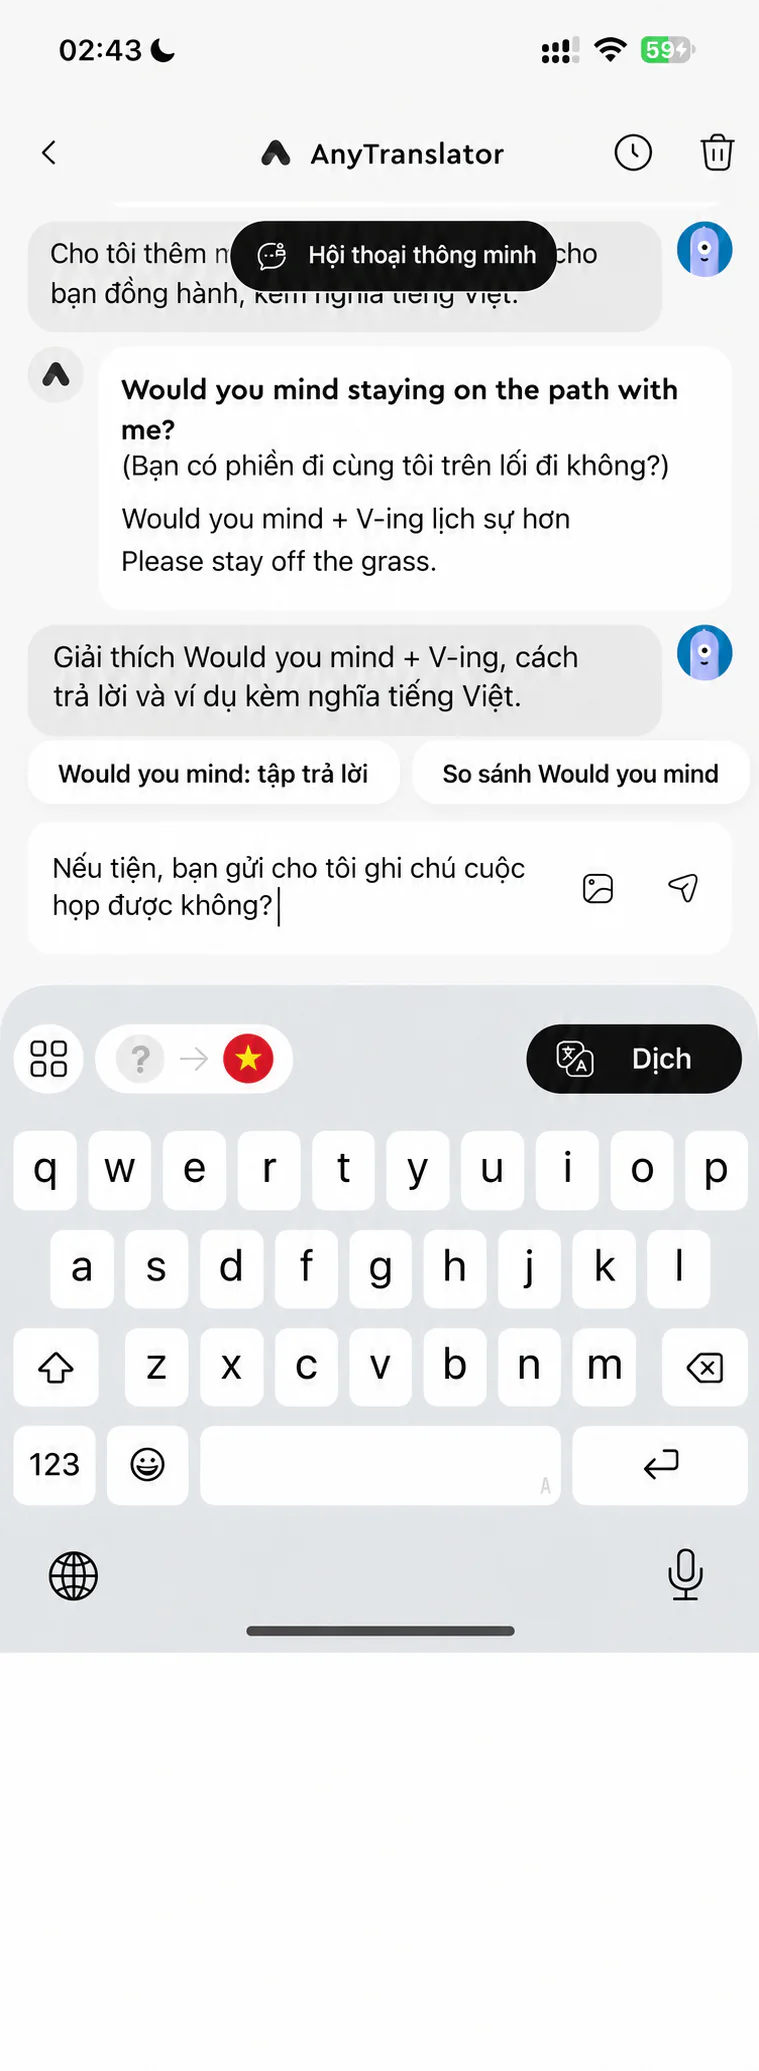 02:43
59
AnyTranslator
Cho tôi thêm
cho
Hội thoại thông minh
bạn đồng hành, kèm nghĩa tiếng Việt.
Would you mind staying on the path with
me?
(Bạn có phiền đi cùng tôi trên lối đi không?)
Would you mind + V-ing lịch sự hơn
Please stay off the grass.
Giải thích Would you mind + V-ing, cách
trả lời và ví dụ kèm nghĩa tiếng Việt.
Would you mind: tập trả lời
So sánh Would you mind
Nếu tiện, bạn gửi cho tôi ghi chú cuộc
họp được không?
?
Dịch
q w e r t y u i o p
a s d f g h j k l
z x c v b n m
123
A